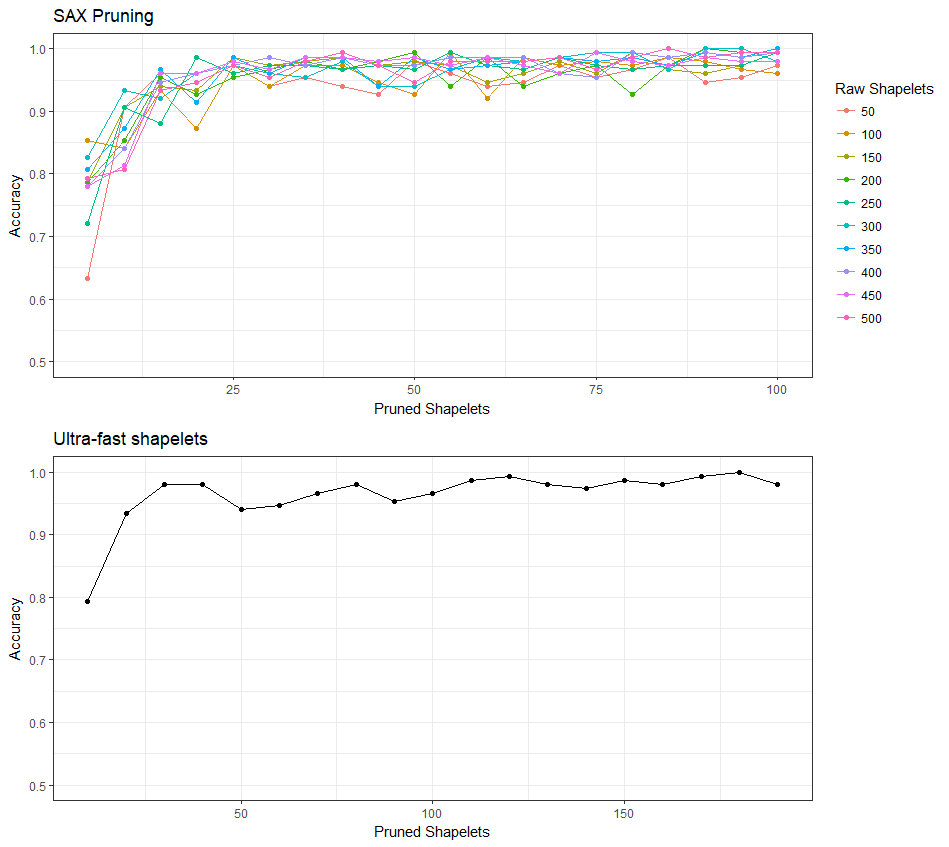 SAX Pruning
1.0
0.9
0.8
0.7
0.6
0.5
Accuracy
25 50 75 100
Pruned Shapelets
Raw Shapelets
50
100
150
200
250
300
350
400
450
500
Ultra-fast shapelets
1.0
0.9
0.8
0.7
0.6
0.5
Accuracy
50 100 150
Pruned Shapelets